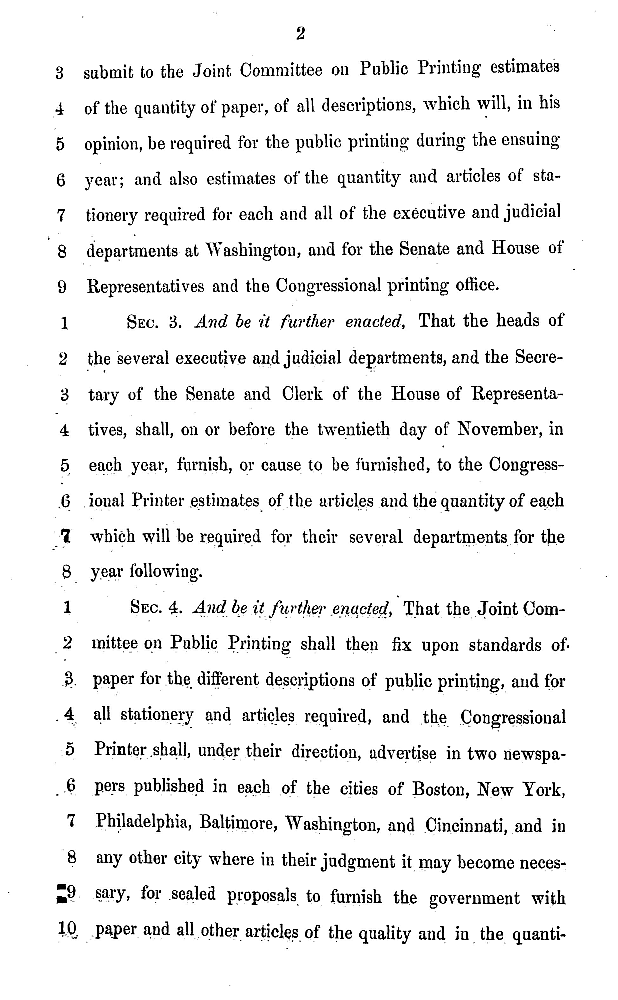 2
3 submit to the Joint Committee on Public Printing estimates
4 of the quantity of paper, of all descriptions, which will, in his
5 opinion, be required for the public printing during the ensuing
6 year; and also estimates of the quantity and articles of sta-
7 tionery required for each and all of the executive and judicial
8 departments at Washington, and for the Senate and House of
9 Representatives and the Congressional printing office.
1 SEC. 3. And be it further enacted, That the heads of
2 the several executive and judicial departments, and the Secre-
3 tary of the Senate and Clerk of the House of Representa-
4 tives, shall, on or before the twentieth day of November, in
5 each year, furnish, or cause to be furnished, to the Congress-
6 ional Printer estimates of the articles and the quantity of each
7 which will be required for their several departments for the
8 year following.
1 SEC. 4. And be it further enacted, That the Joint Com-
2 mittee on Public Printing shall then fix upon standards of
3 paper for the different descriptions of public printing, and for
4 all stationery and articles required, and the Congressional
5 Printer shall, under their direction, advertise in two newspa-
6 pers published in each of the cities of Boston, New York,
7 Philadelphia, Baltimore, Washington, and Cincinnati, and in
8 any other city where in their judgment it may become neces-
9 sary, for sealed proposals to furnish the government with
10 paper and all other articles of the quality and in the quanti-